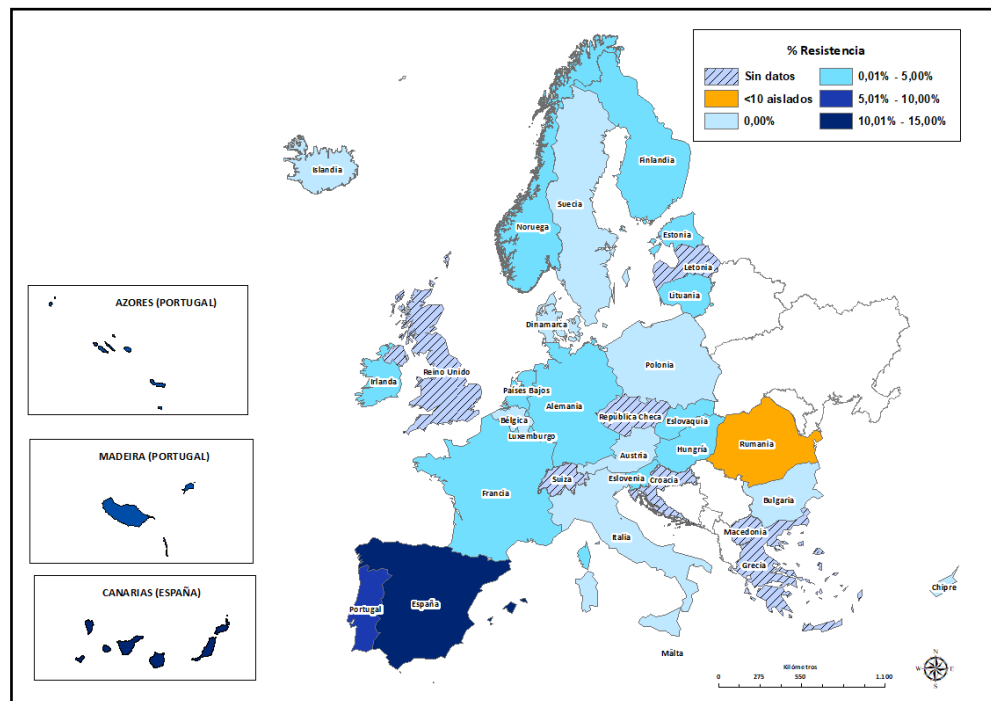 % Resistencia
Sin datos
<10 aislados
0,00%
0,01% - 5,00%
5,01% - 10,00%
10,01% - 15,00%
Islandia
Finlandia
Suecia
Noruega
Estonia
Letonia
Lituania
Dinamarca
AZORES (PORTUGAL)
Irlanda
Reino Unido
Polonia
Países Bajos
Alemania
Bélgica
República Checa
Eslovaquia
Luxemburgo
Austria
Hungría
Rumanía
MADEIRA (PORTUGAL)
Suiza
Eslovenia
Croacia
Francia
Bulgaria
Italia
Macedonia
Grecia
Chipre
CANARIAS (ESPAÑA)
Portugal
España
Malta
Kilómetros
0 275 550 1.100
N
W E
S